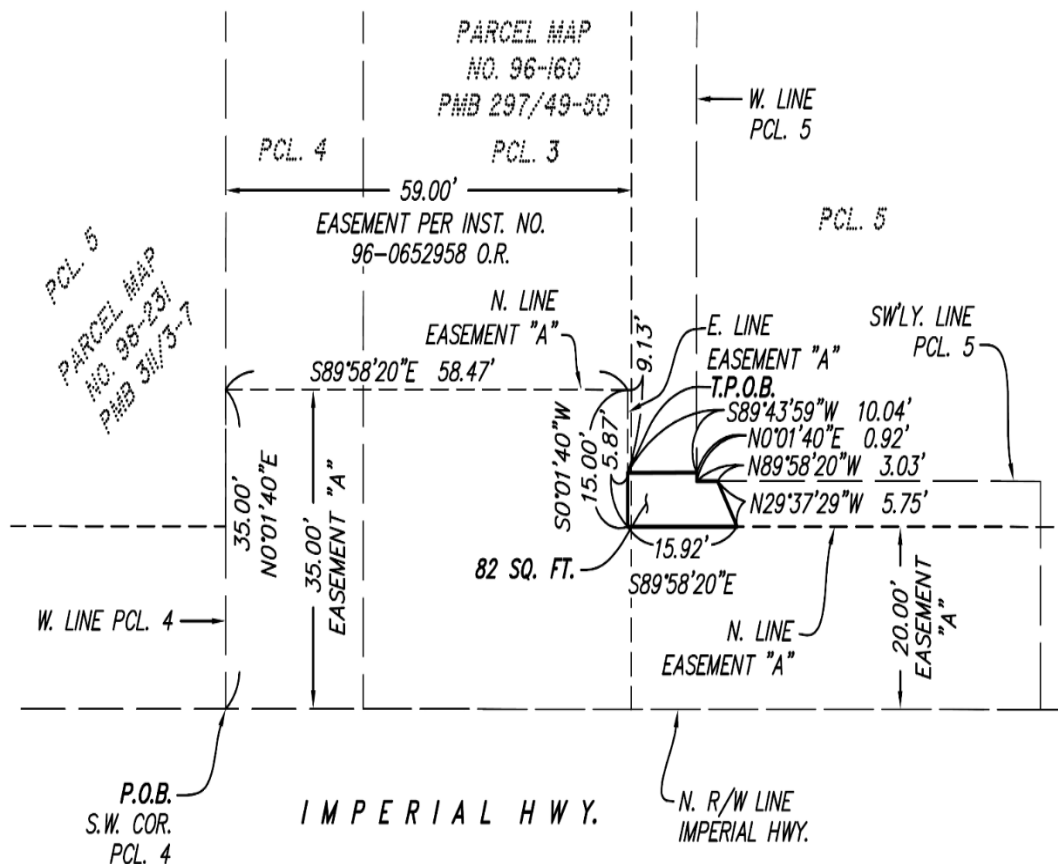 PARCEL MAP
NO. 96-160
PMB 297/49-50
W. LINE
PCL. 5
PCL. 4
PCL. 3
59.00'
EASEMENT PER INST. NO.
96-0652958 O.R.
PCL. 5
PCL. 5
PARCEL MAP
NO. 98-231
PMB 311/3-7
N. LINE
EASEMENT "A"
9.13'
E. LINE
EASEMENT "A"
SW'LY. LINE
PCL. 5
S89°58'20"E 58.47'
T.P.O.B.
S89°43'59"W 10.04'
N0°01'40"E 0.92'
N89°58'20"W 3.03'
N29°37'29"W 5.75'
35.00'
N0°01'40"E
35.00'
EASEMENT "A"
S0°01'40"W
15.00'
5.87'
15.92'
82 SQ. FT.
S89°58'20"E
W. LINE PCL. 4
N. LINE
EASEMENT "A"
20.00'
EASEMENT
"A"
P.O.B.
S.W. COR.
PCL. 4
IMPERIAL HWY.
N. R/W LINE
IMPERIAL HWY.